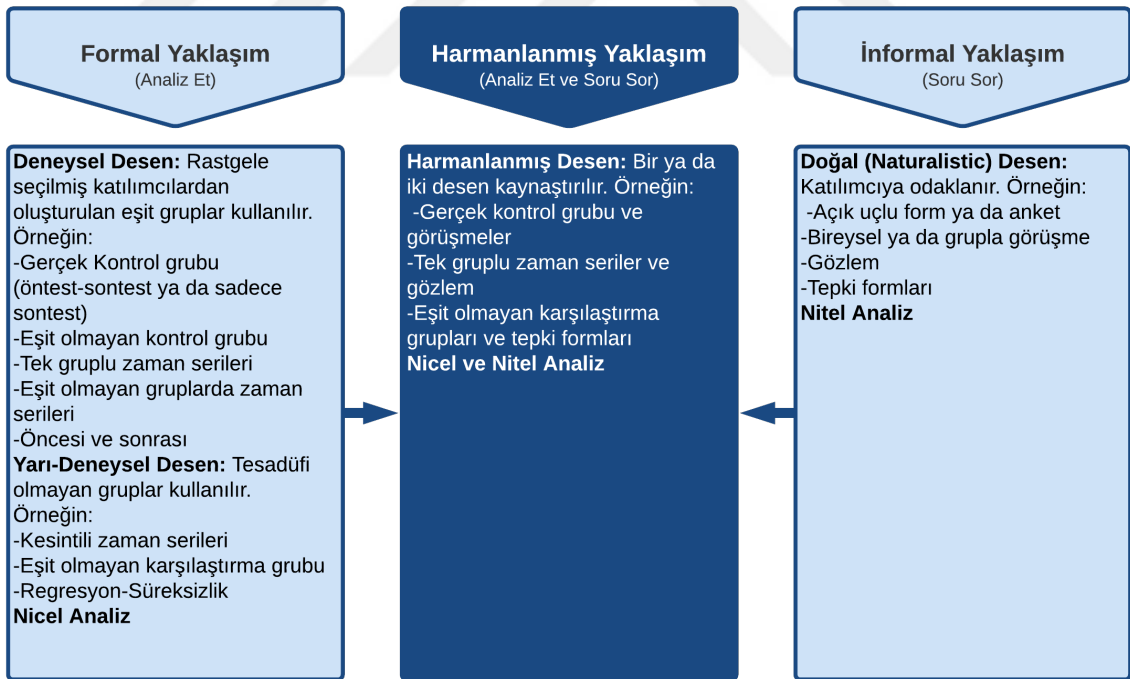 Formal Yaklaşım
(Analiz Et)
Deneysel Desen: Rastgele
seçilmiş katılımcılardan
oluşturulan eşit gruplar kullanılır.
Örneğin:
-Gerçek Kontrol grubu
(öntest-sontest ya da sadece
sontest)
-Eşit olmayan kontrol grubu
-Tek gruplu zaman serileri
-Eşit olmayan gruplarda zaman
serileri
-Öncesi ve sonrası
Yarı-Deneysel Desen: Tesadüfi
olmayan gruplar kullanılır.
Örneğin:
-Kesintili zaman serileri
-Eşit olmayan karşılaştırma grubu
-Regresyon-Süreksizlik
Nicel Analiz
Harmanlanmış Yaklaşım
(Analiz Et ve Soru Sor)
Harmanlanmış Desen: Bir ya da
iki desen kaynaştırılır. Örneğin:
-Gerçek kontrol grubu ve
görüşmeler
-Tek gruplu zaman seriler ve
gözlem
-Eşit olmayan karşılaştırma
grupları ve tepki formları
Nicel ve Nitel Analiz
İnformal Yaklaşım
(Soru Sor)
Doğal (Naturalistic) Desen:
Katılımcıya odaklanır. Örneğin:
-Açık uçlu form ya da anket
-Bireysel ya da grupla görüşme
-Gözlem
-Tepki formları
Nitel Analiz